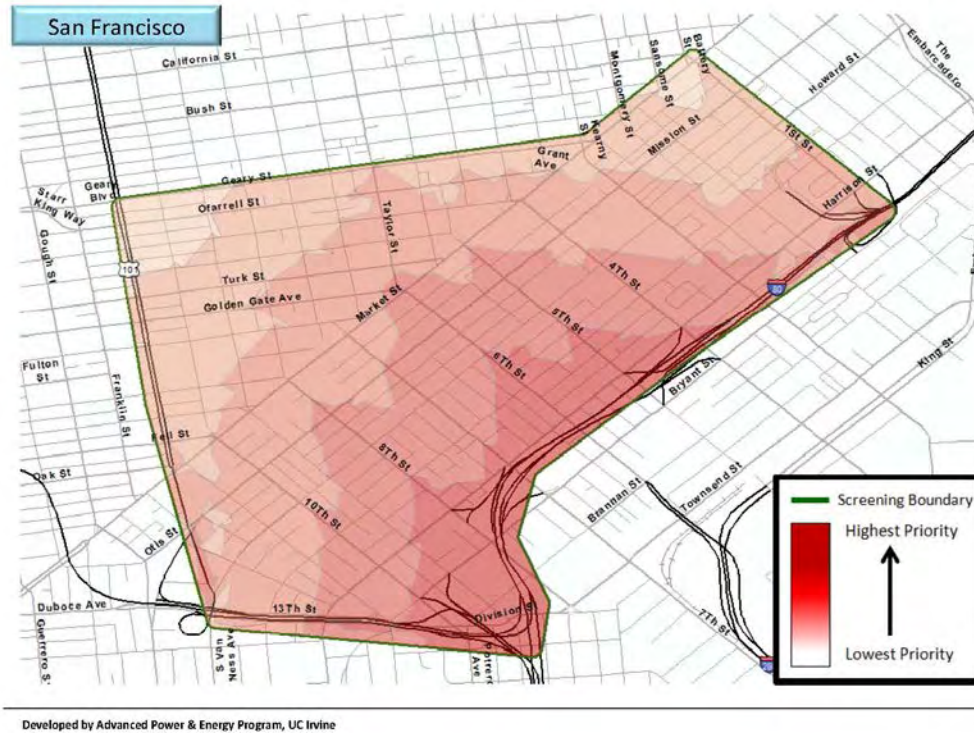 San Francisco
California St
Bush St
Battery
St
Sansome St
Montgomery St
Kearny
St
Grant
Ave
Mission St
Howard St
The
Embarcadero
1St St
Harrison St
Geary
Blvd
Geary St
Starr
King Way
Ofarrell St
Gough St
Taylor St
101
Turk St
Golden Gate Ave
Market St
4Th St
5Th St
6Th St
80
King St
Bryant St
Fulton
St
Franklin St
Fell St
8Th St
10Th St
Oak St
Otis St
Brannan St
Townsend St
7Th St
Duboce Ave
13Th St
Division St
Guerrero S
Ness Ave
S Van
Potrero
Ave
Screening Boundary
Highest Priority
Lowest Priority
Developed by Advanced Power & Energy Program, UC Irvine